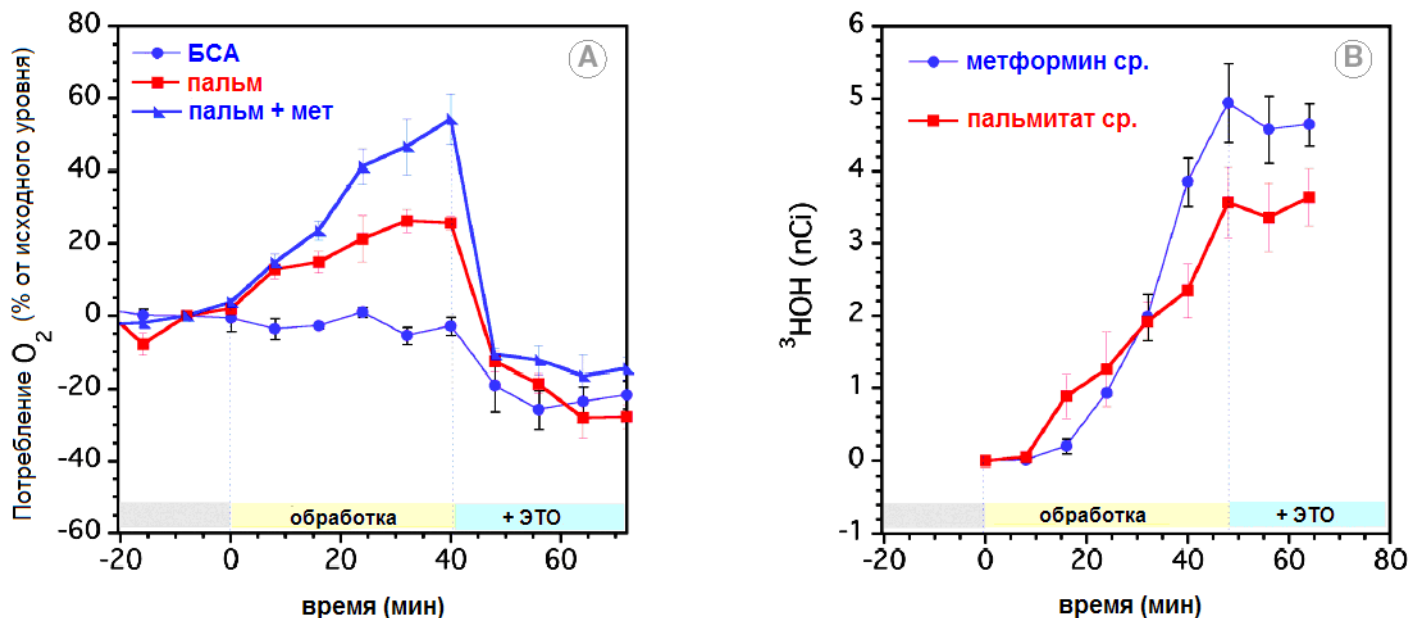 Потребление O2 (% от исходного уровня)
80
60
40
20
0
-20
-40
-60
БСА
пальм
пальм + мет
A
обработка
+ ЭТО
-20 0 20 40 60
время (мин)
³HOH (nCi)
6
5
4
3
2
1
0
-1
метформин ср.
пальмитат ср.
B
обработка
+ ЭТО
-20 0 20 40 60 80
время (мин)